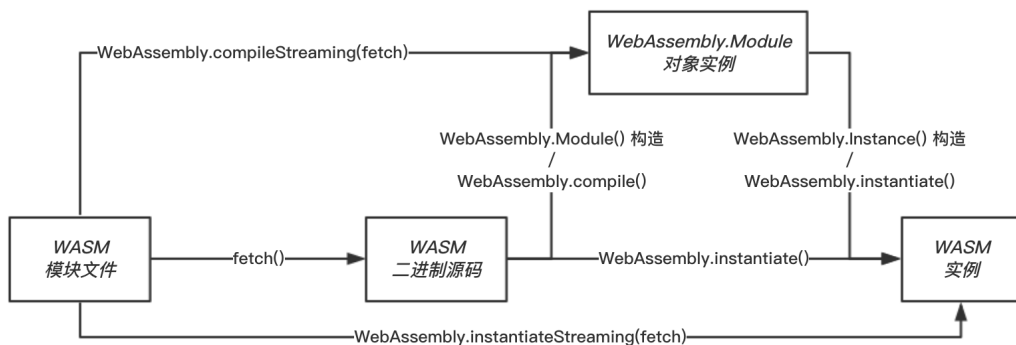 WebAssembly.compileStreaming(fetch)
WebAssembly.Module
对象实例
WebAssembly.Module() 构造
/
WebAssembly.compile()
WebAssembly.Instance() 构造
/
WebAssembly.instantiate()
WASM
模块文件
fetch()
WASM
二进制源码
WebAssembly.instantiate()
WASM
实例
WebAssembly.instantiateStreaming(fetch)